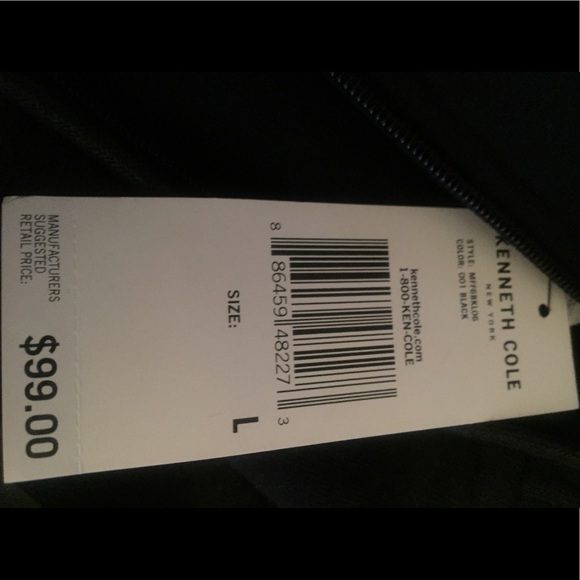 KENNETH COLE
NEW YORK
COLOR: 001 BLACK
kennethcole.com
1-800-KEN-COLE
8 86459 48227 3
SIZE: L
MANUFACTURERS
SUGGESTED
RETAIL PRICE:
$99.00